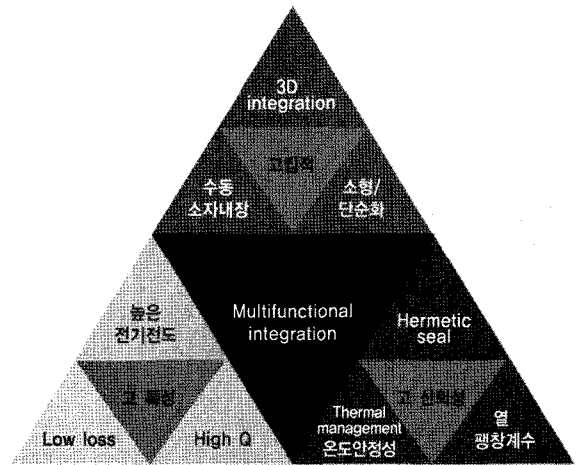 3D
integration
고집적
수동
소자내장
소형/
단순화
높은
전기전도
Multifunctional
integration
Hermetic
seal
고 특성
고 신뢰성
Low loss
High Q
Thermal
management
온도안정성
열
팽창계수